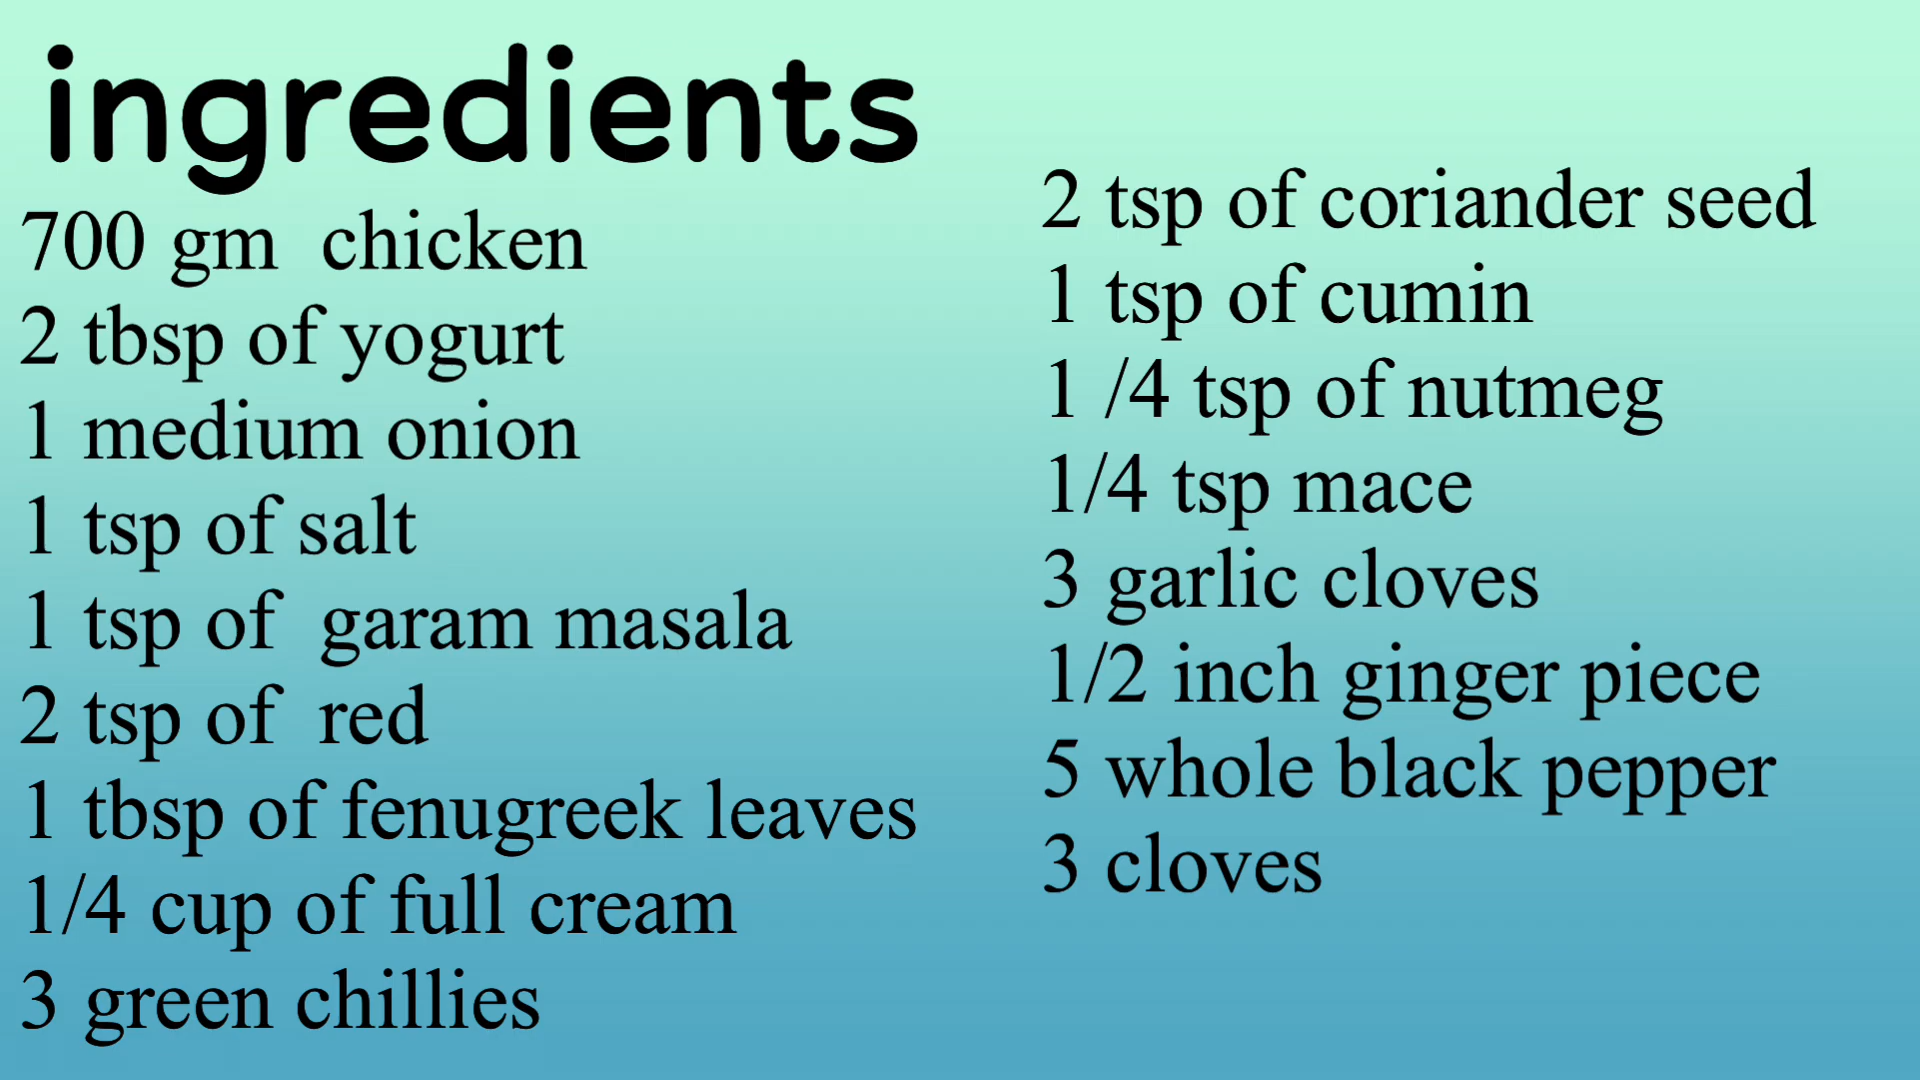 ingredients
700 gm  chicken
2 tbsp of yogurt
1 medium onion
1 tsp of salt
1 tsp of  garam masala
2 tsp of  red
1 tbsp of fenugreek leaves
1/4 cup of full cream
3 green chillies
2 tsp of coriander seed
1 tsp of cumin
1 /4 tsp of nutmeg
1/4 tsp mace
3 garlic cloves
1/2 inch ginger piece
5 whole black pepper
3 cloves